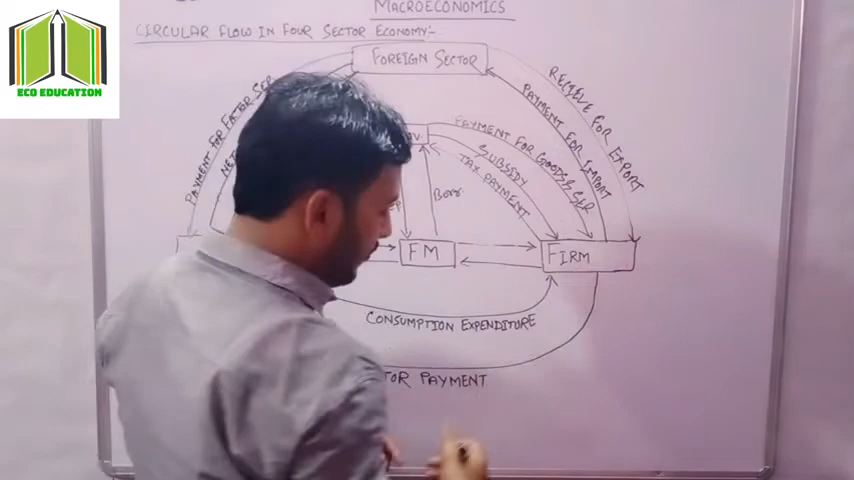 MACROECONOMICS
CIRCULAR FLOW IN FOUR SECTOR ECONOMY:-
FOREIGN SECTOR
ECO EDUCATION
PAYMENT FOR FACTOR SER
RECIEVE FOR EXPORT
PAYMENT FOR IMPORT
PAYMENT FOR GOODS & SER
SUBSIDY
TAX PAYMENT
Borr.
FM
FIRM
CONSUMPTION EXPENDITURE
TOR PAYMENT